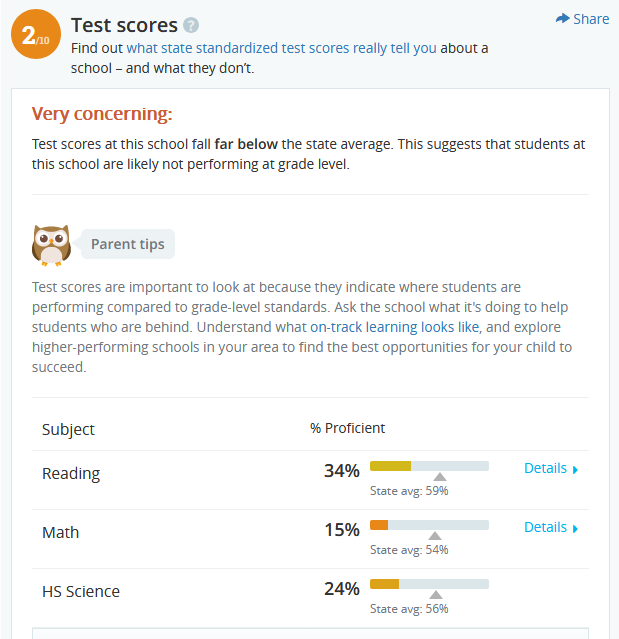 2/10
Test scores ?
Share
Find out what state standardized test scores really tell you about a
school – and what they don't.
Very concerning:
Test scores at this school fall far below the state average. This suggests that students at
this school are likely not performing at grade level.
Parent tips
Test scores are important to look at because they indicate where students are
performing compared to grade-level standards. Ask the school what it's doing to help
students who are behind. Understand what on-track learning looks like, and explore
higher-performing schools in your area to find the best opportunities for your child to
succeed.
Subject % Proficient
Reading 34% Details
State avg: 59%
Math 15% Details
State avg: 54%
HS Science 24%
State avg: 56%